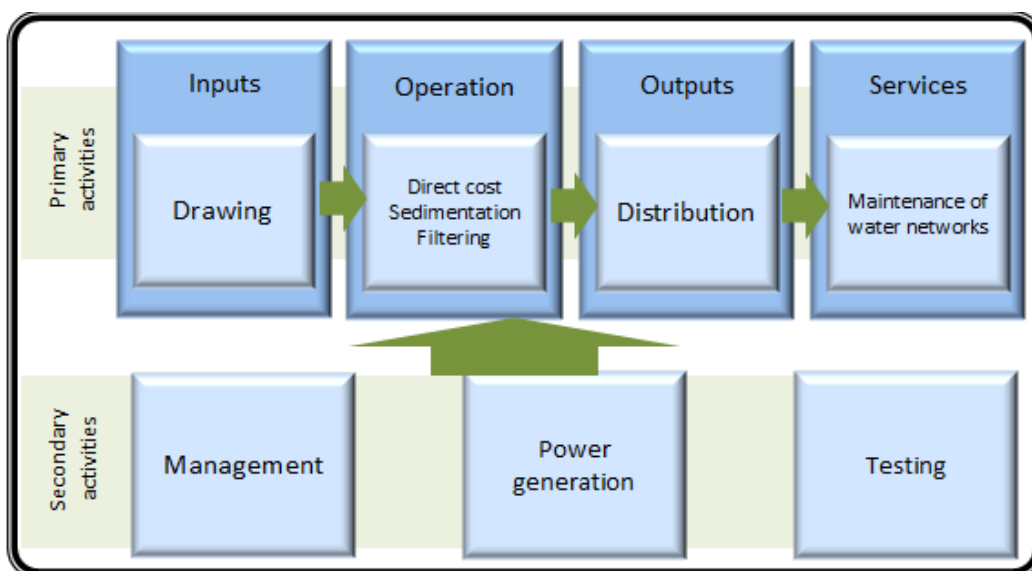 Primary
activities
Inputs
Drawing
Operation
Direct cost
Sedimentation
Filtering
Outputs
Distribution
Services
Maintenance of
water networks
Secondary
activities
Management
Power
generation
Testing